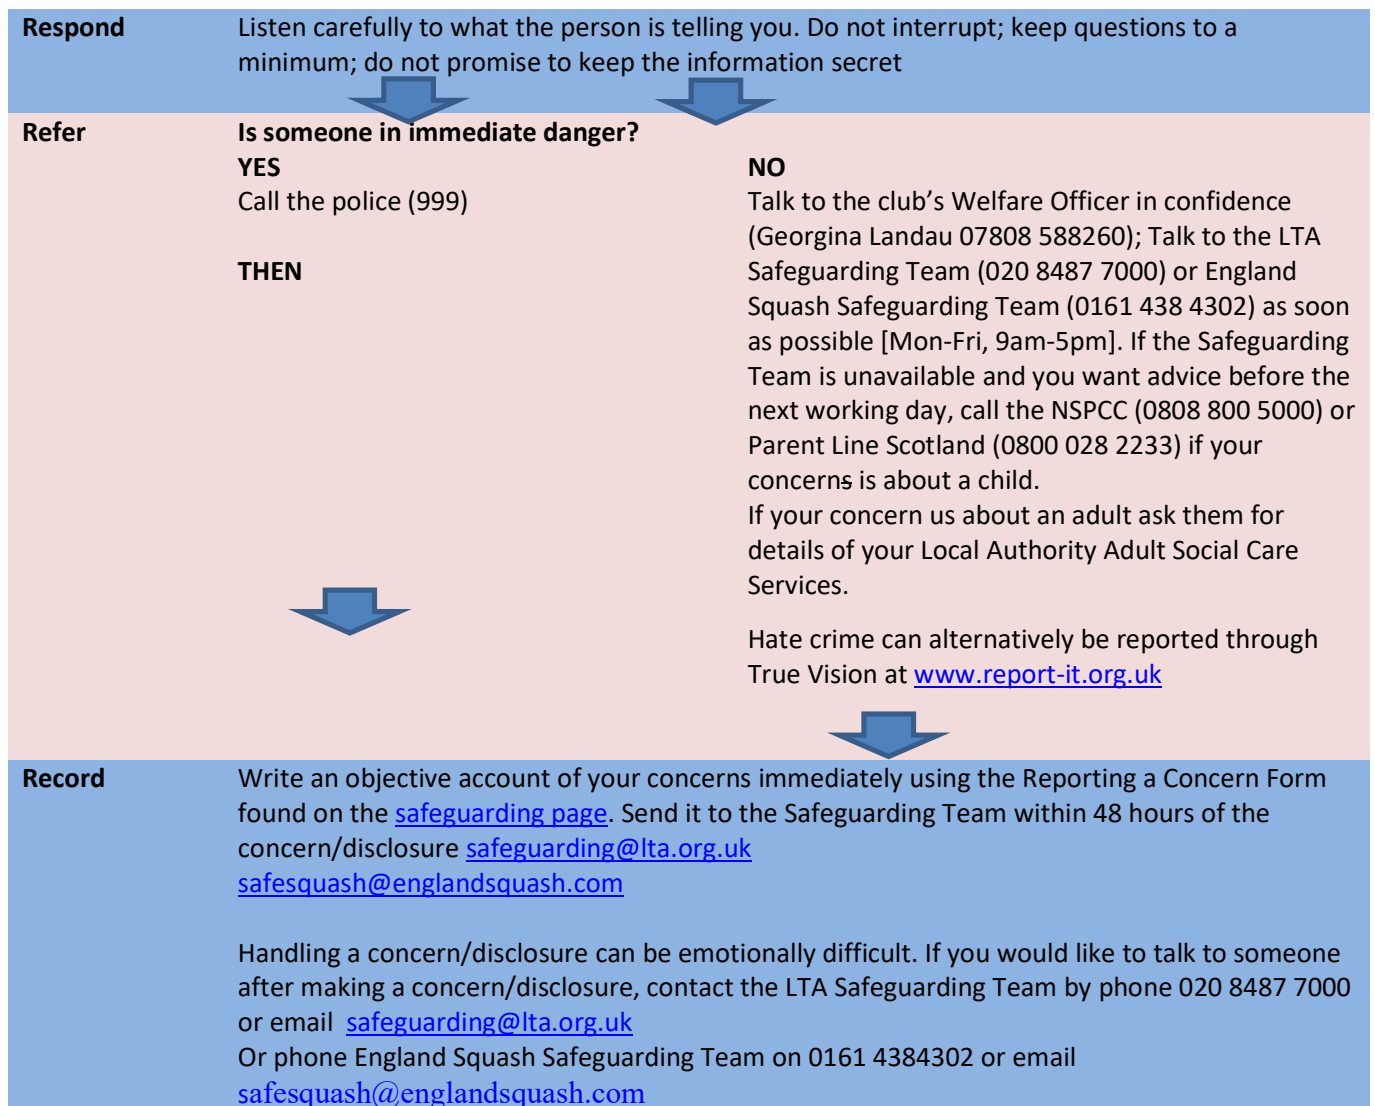 Respond
Listen carefully to what the person is telling you. Do not interrupt; keep questions to a
minimum; do not promise to keep the information secret
Refer
Is someone in immediate danger?
YES
Call the police (999)
THEN
NO
Talk to the club’s Welfare Officer in confidence
(Georgina Landau 07808 588260); Talk to the LTA
Safeguarding Team (020 8487 7000) or England
Squash Safeguarding Team (0161 438 4302) as soon
as possible [Mon-Fri, 9am-5pm]. If the Safeguarding
Team is unavailable and you want advice before the
next working day, call the NSPCC (0808 800 5000) or
Parent Line Scotland (0800 028 2233) if your
concerns is about a child.
If your concern us about an adult ask them for
details of your Local Authority Adult Social Care
Services.
Hate crime can alternatively be reported through
True Vision at www.report-it.org.uk
Record
Write an objective account of your concerns immediately using the Reporting a Concern Form
found on the safeguarding page. Send it to the Safeguarding Team within 48 hours of the
concern/disclosure safeguarding@lta.org.uk
safesquash@englandsquash.com
Handling a concern/disclosure can be emotionally difficult. If you would like to talk to someone
after making a concern/disclosure, contact the LTA Safeguarding Team by phone 020 8487 7000
or email safeguarding@lta.org.uk
Or phone England Squash Safeguarding Team on 0161 4384302 or email
safesquash@englandsquash.com